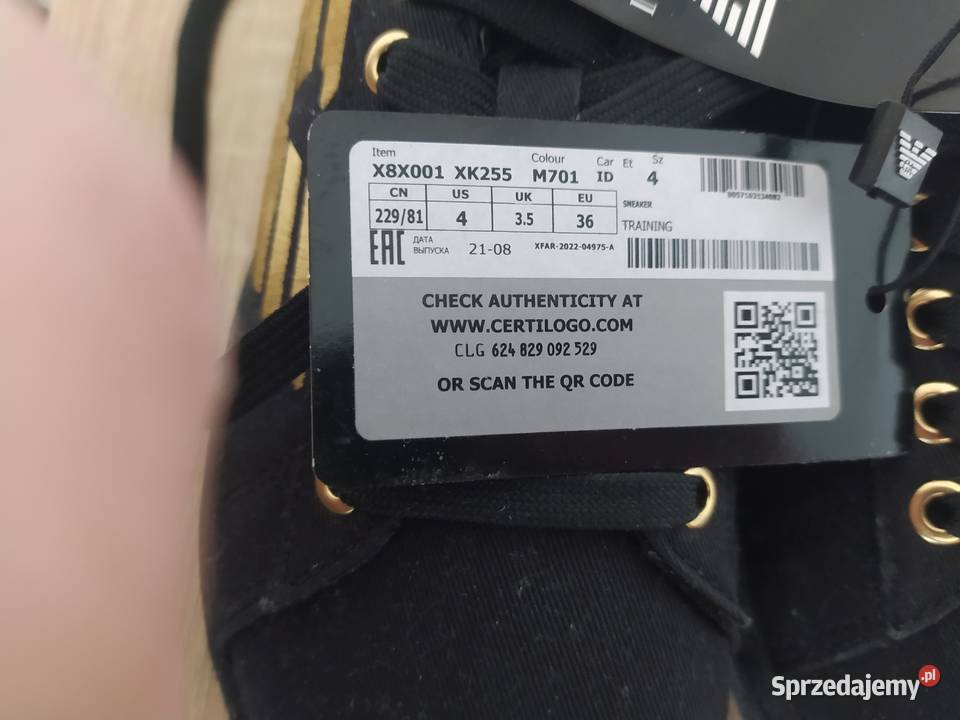 Item Colour Car Et Sz
X8X001 XK255 M701 ID 4
CN US UK EU
229/81 4 3.5 36
SNEAKER
TRAINING
EAC ДАТА ВЫПУСКА 21-08 XFAR-2022-04975-A
CHECK AUTHENTICITY AT
WWW.CERTILOGO.COM
CLG 624 829 092 529
OR SCAN THE QR CODE
Sprzedajemy.pl